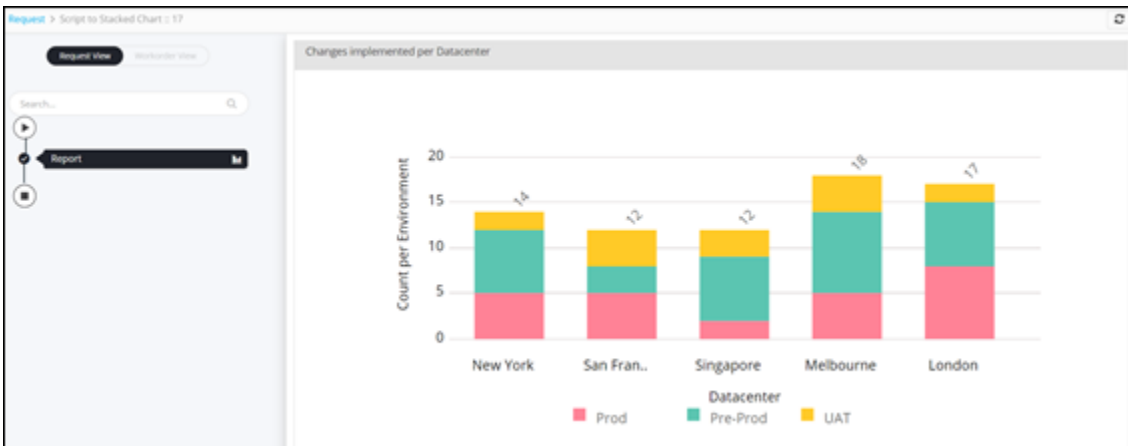 Request > Script to Stacked Chart :: 17
Request View Workorder View
Search...
Report
Changes implemented per Datacenter
Count per Environment
20
15
10
5
0
14
12
12
18
17
New York San Fran.. Singapore Melbourne London
Datacenter
Prod Pre-Prod UAT